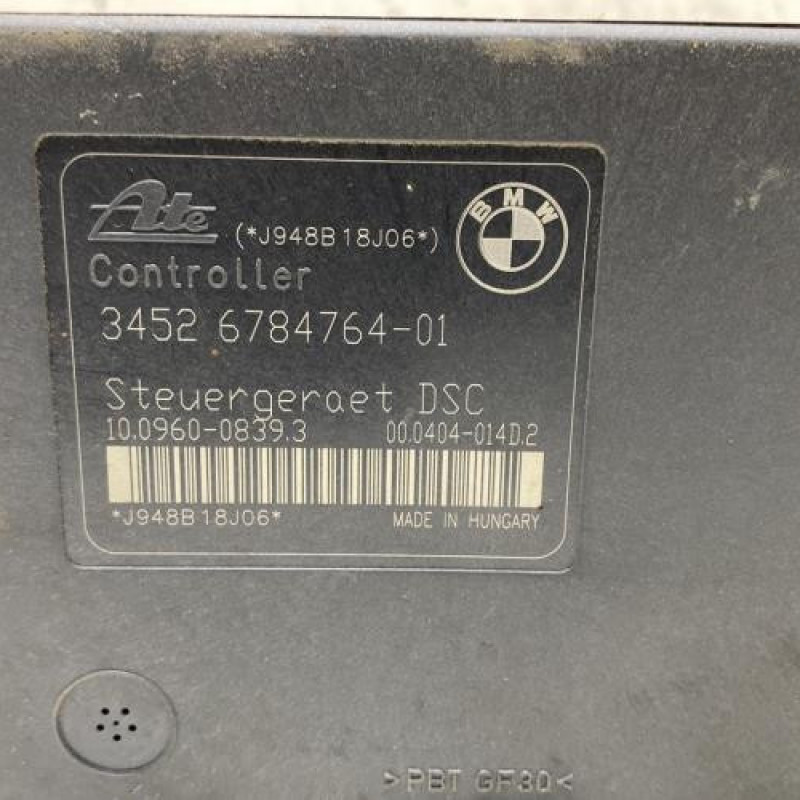 Ate (*J948B18J06*) BMW
Controller
3452 6784764-01
Steuergeraet DSC
10.0960-0839.3 00.0404-014D.2
*J948B18J06* MADE IN HUNGARY
>PBT GF30<